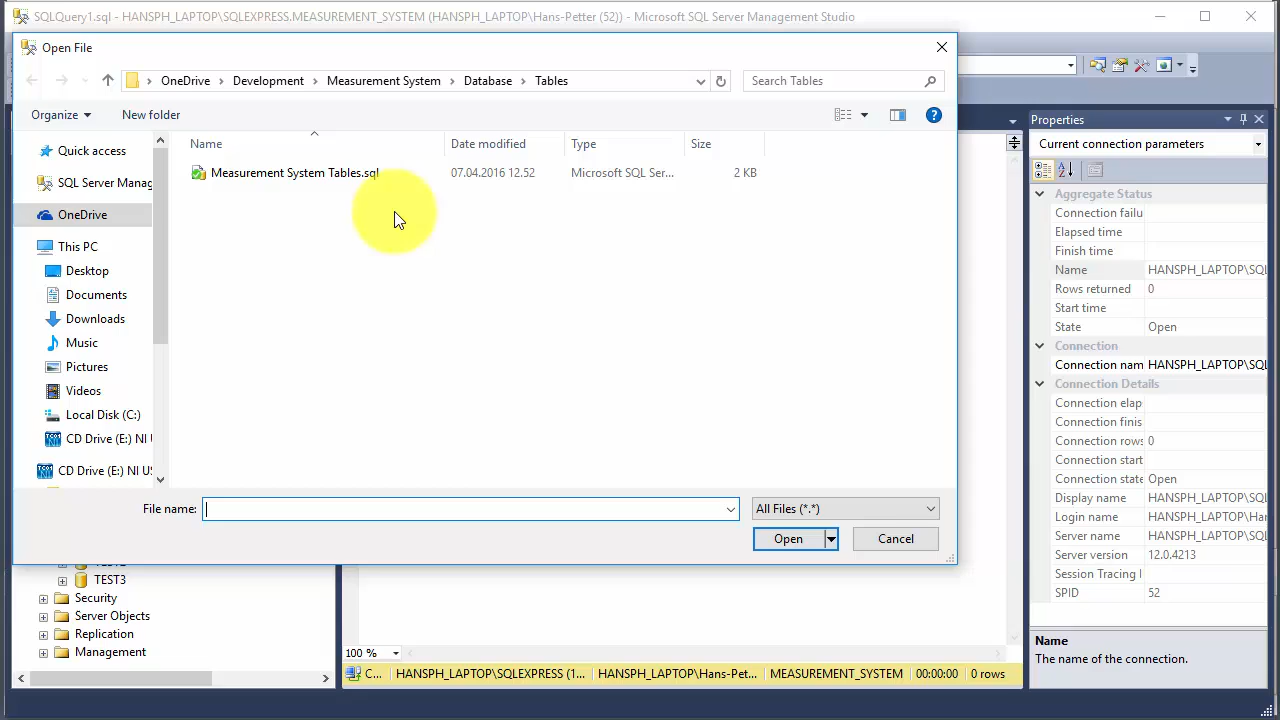 SQLQuery1.sql - HANSPH_LAPTOP\SQLEXPRESS.MEASUREMENT_SYSTEM (HANSPH_LAPTOP\Hans-Petter (52)) - Microsoft SQL Server Management Studio
Open File
OneDrive > Development > Measurement System > Database > Tables
Search Tables
Organize
New folder
Name
Date modified
Type
Size
Measurement System Tables.sql
07.04.2016 12.52
Microsoft SQL Ser...
2 KB
Quick access
SQL Server Manag
OneDrive
This PC
Desktop
Documents
Downloads
Music
Pictures
Videos
Local Disk (C:)
CD Drive (E:) NI U
CD Drive (E:) NI US
File name:
All Files (*.*)
Open
Cancel
TEST3
Security
Server Objects
Replication
Management
100 %
C...
HANSPH_LAPTOP\SQLEXPRESS (1...
HANSPH_LAPTOP\Hans-Pet...
MEASUREMENT_SYSTEM
00:00:00
0 rows
Properties
Current connection parameters
Aggregate Status
Connection failu
Elapsed time
Finish time
Name HANSPH_LAPTOP\SQ
Rows returned 0
Start time
State Open
Connection
Connection nam HANSPH_LAPTOP\SQ
Connection Details
Connection elap
Connection finis
Connection rows 0
Connection start
Connection state Open
Display name HANSPH_LAPTOP\SQ
Login name HANSPH_LAPTOP\Ha
Server name HANSPH_LAPTOP\SQ
Server version 12.0.4213
Session Tracing I
SPID 52
Name
The name of the connection.